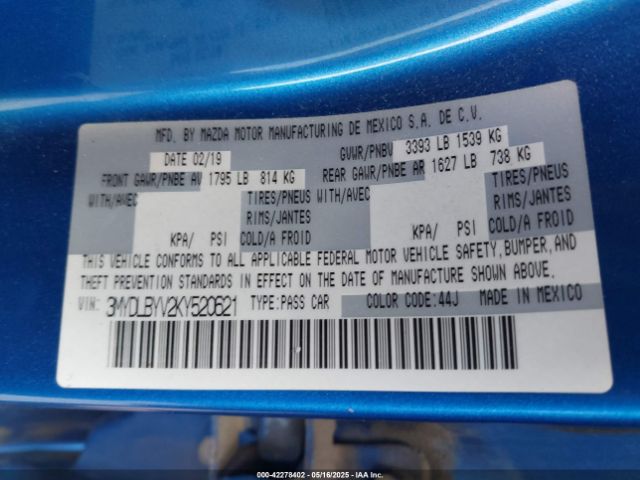 MFD. BY MAZDA MOTOR MANUFACTURING DE MEXICO S.A. DE C.V.
DATE 02/19 GVWR/PNBV 3393 LB 1539 KG
FRONT GAWR/PNBE AV 1795 LB 814 KG REAR GAWR/PNBE AR 1627 LB 738 KG
WITH/AVEC TIRES/PNEUS WITH/AVEC TIRES/PNEUS
RIMS/JANTES RIMS/JANTES
KPA/ PSI COLD/A FROID KPA/ PSI COLD/A FROID
THIS VEHICLE CONFORMS TO ALL APPLICABLE FEDERAL MOTOR VEHICLE SAFETY, BUMPER, AND
THEFT PREVENTION STANDARDS IN EFFECT ON THE DATE OF MANUFACTURE SHOWN ABOVE.
VIN: 3MYDLBYV2KY520621 TYPE:PASS CAR COLOR CODE:44J MADE IN MEXICO
000-42278402 - 05/16/2025 - IAAI.COM